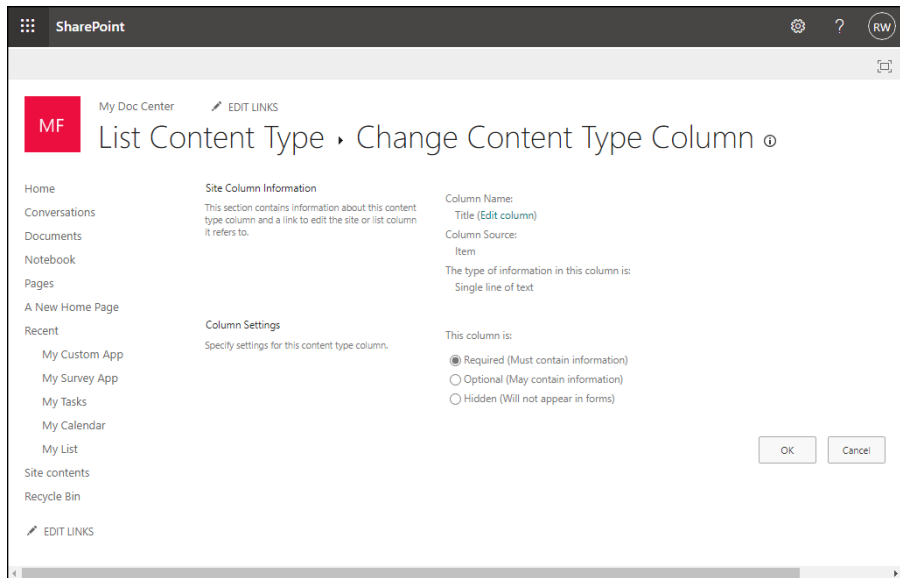 SharePoint
?
RW
My Doc Center
EDIT LINKS
MF
List Content Type ▸ Change Content Type Column
Home
Conversations
Documents
Notebook
Pages
A New Home Page
Recent
My Custom App
My Survey App
My Tasks
My Calendar
My List
Site contents
Recycle Bin
EDIT LINKS
Site Column Information
This section contains information about this content
type column and a link to edit the site or list column
it refers to.
Column Name:
Title (Edit column)
Column Source:
Item
The type of information in this column is:
Single line of text
Column Settings
Specify settings for this content type column.
This column is:
Required (Must contain information)
Optional (May contain information)
Hidden (Will not appear in forms)
OK
Cancel